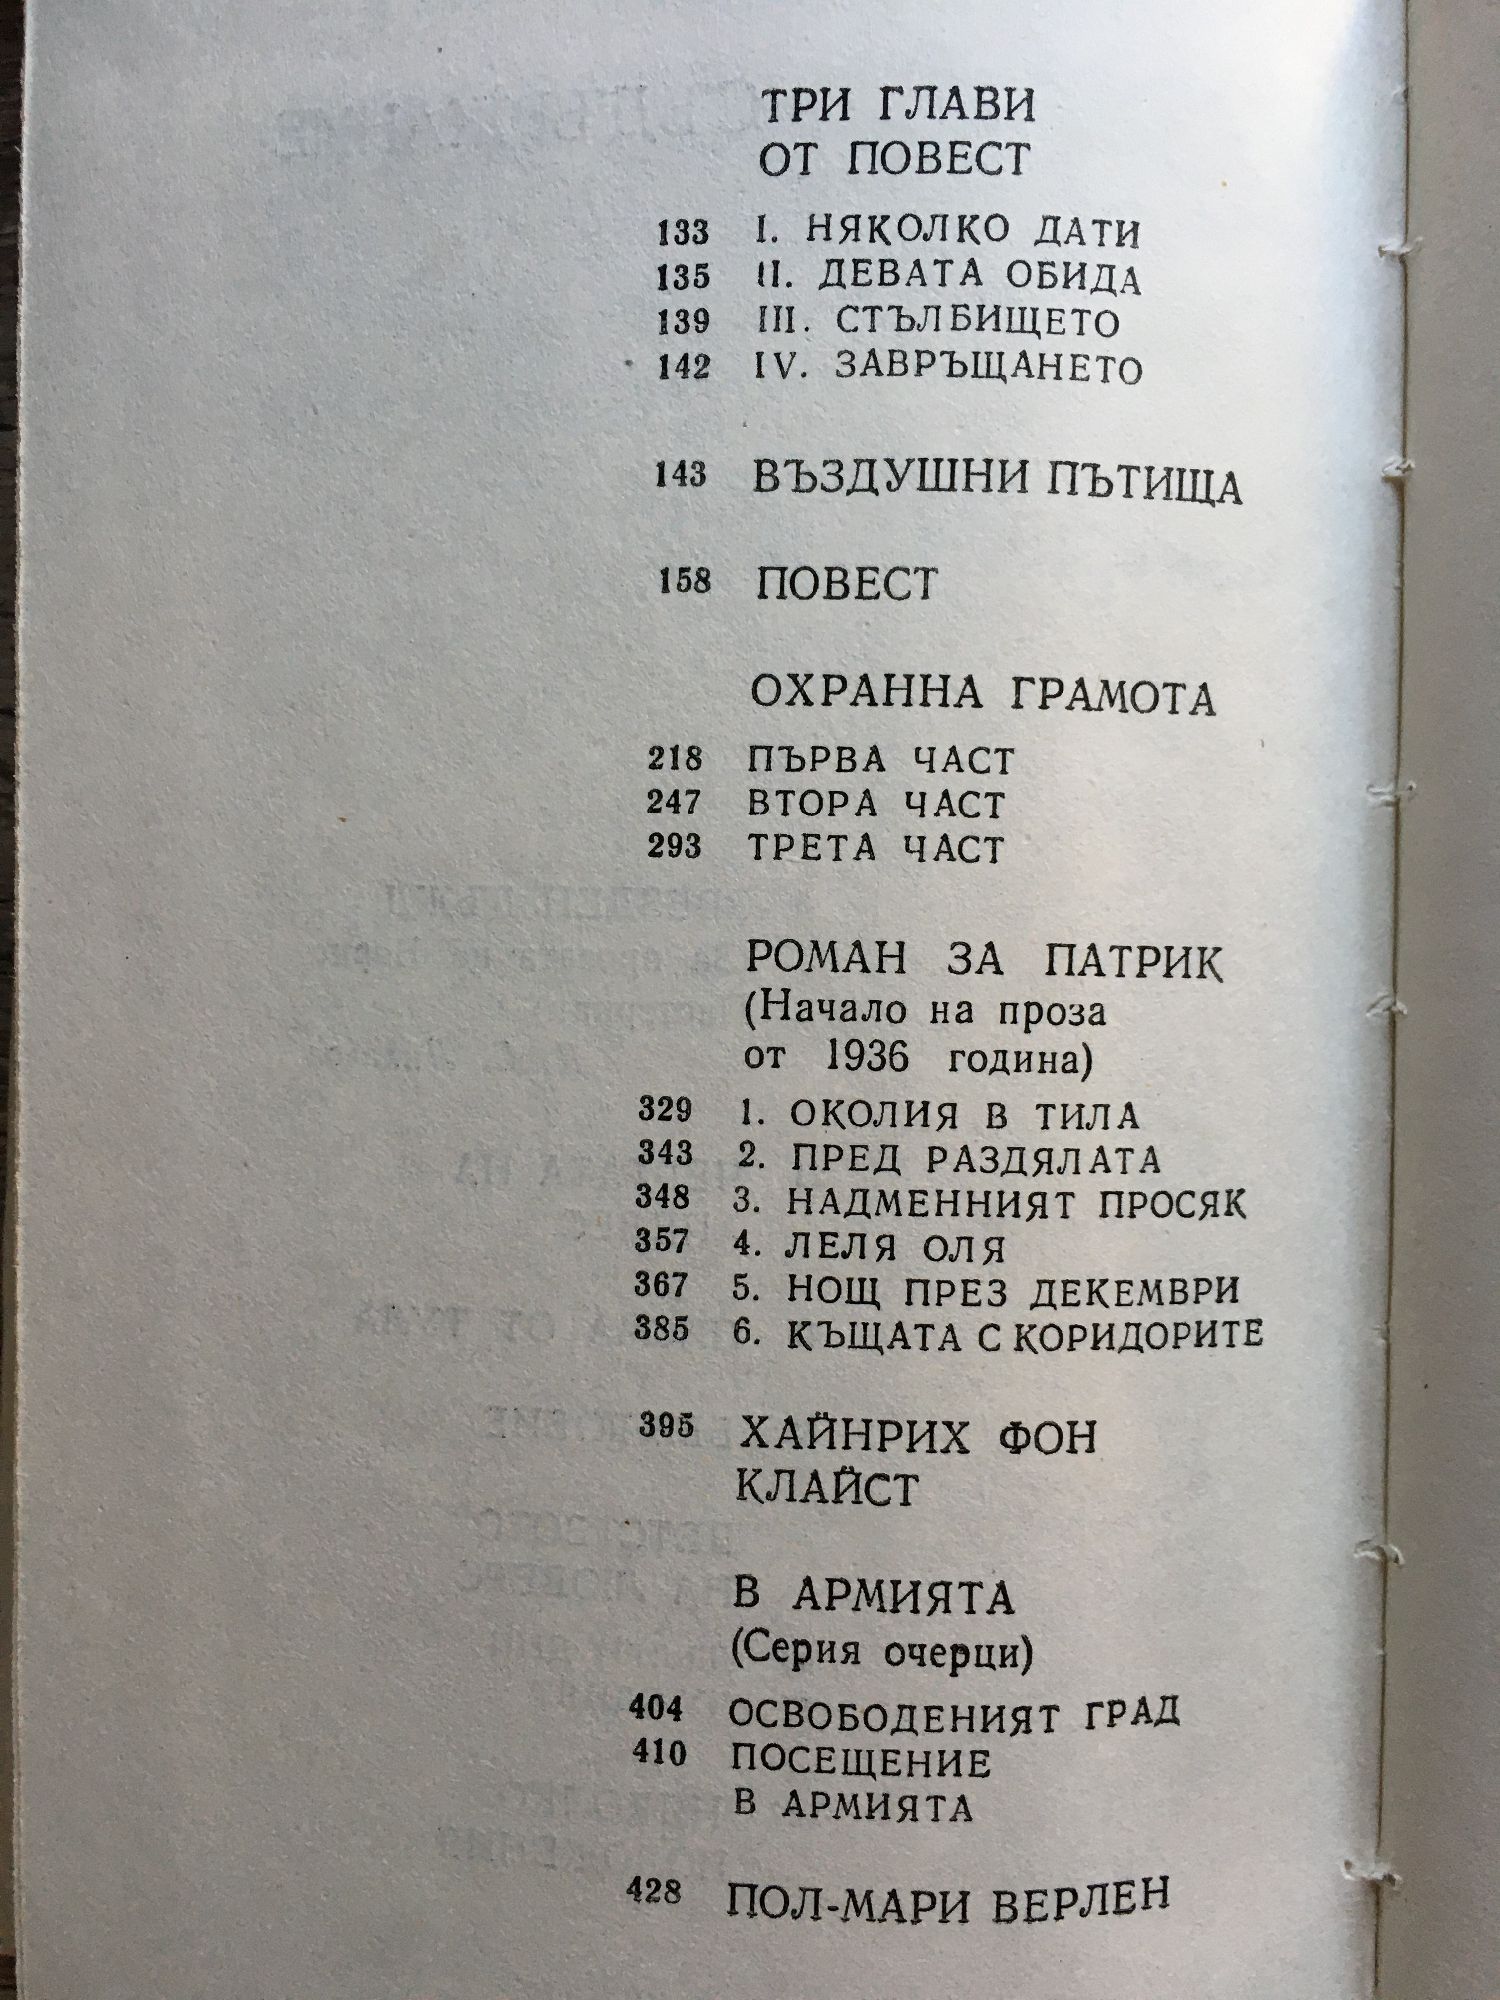 ТРИ ГЛАВИ
ОТ ПОВЕСТ
133 I. НЯКОЛКО ДАТИ
135 II. ДЕВАТА ОБИДА
139 III. СТЪЛБИЩЕТО
142 IV. ЗАВРЪЩАНЕТО
143 ВЪЗДУШНИ ПЪТИЩА
158 ПОВЕСТ
ОХРАННА ГРАМОТА
218 ПЪРВА ЧАСТ
247 ВТОРА ЧАСТ
293 ТРЕТА ЧАСТ
РОМАН ЗА ПАТРИК
(Начало на проза
от 1936 година)
329 1. ОКОЛИЯ В ТИЛА
343 2. ПРЕД РАЗДЯЛАТА
348 3. НАДМЕННИЯТ ПРОСЯК
357 4. ЛЕЛЯ ОЛЯ
367 5. НОЩ ПРЕЗ ДЕКЕМВРИ
385 6. КЪЩАТА С КОРИДОРИТЕ
395 ХАЙНРИХ ФОН
КЛАЙСТ
В АРМИЯТА
(Серия очерци)
404 ОСВОБОДЕНИЯТ ГРАД
410 ПОСЕЩЕНИЕ
В АРМИЯТА
428 ПОЛ-МАРИ ВЕРЛЕН